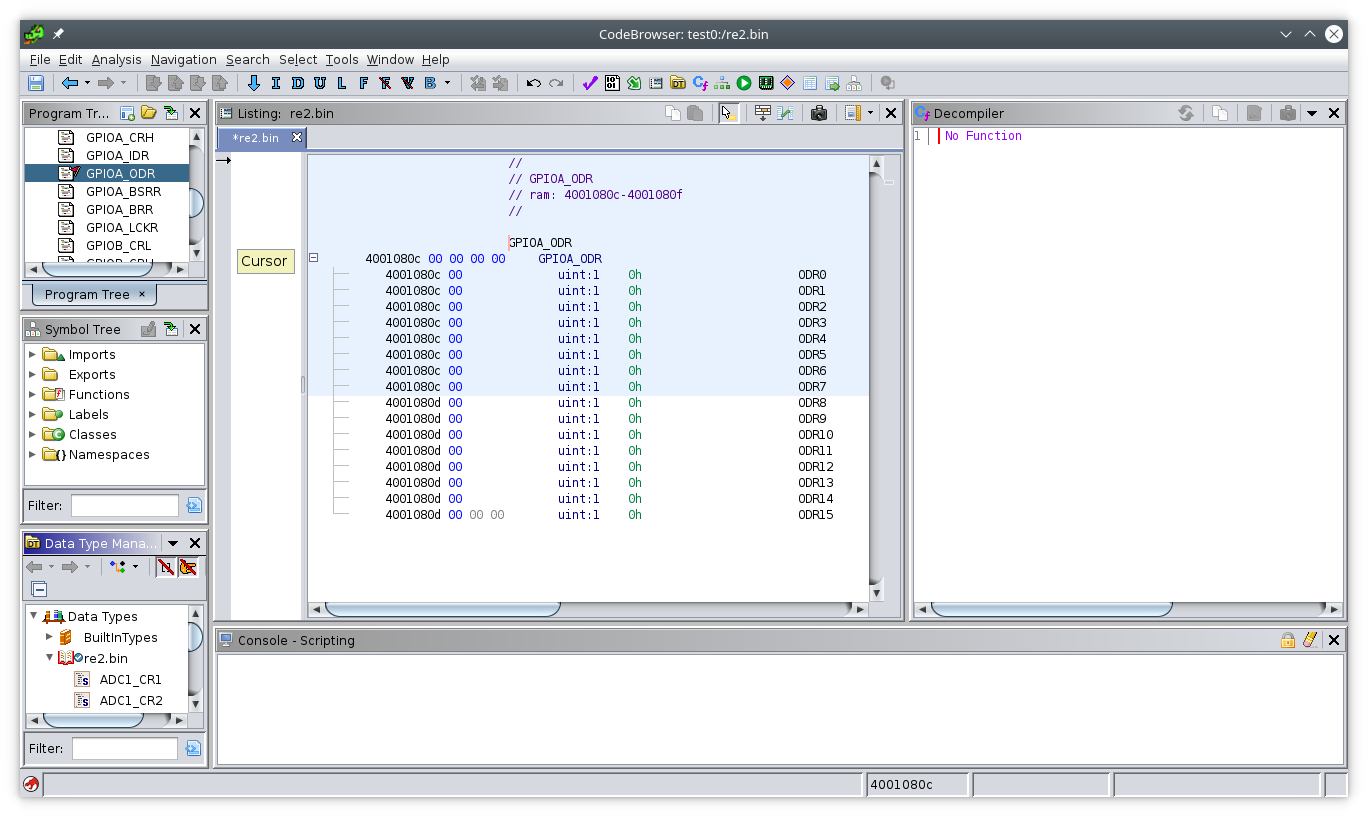 CodeBrowser: test0:/re2.bin
File Edit Analysis Navigation Search Select Tools Window Help
I D U L F F V B
Program Tr...
GPIOA_CRH
GPIOA_IDR
GPIOA_ODR
GPIOA_BSRR
GPIOA_BRR
GPIOA_LCKR
GPIOB_CRL
Program Tree ×
Symbol Tree
Imports
Exports
Functions
Labels
Classes
Namespaces
Filter:
Data Type Mana...
Data Types
BuiltInTypes
re2.bin
ADC1_CR1
ADC1_CR2
Filter:
Listing: re2.bin
*re2.bin
Cursor
//
// GPIOA_ODR
// ram: 4001080c-4001080f
//
GPIOA_ODR
4001080c 00 00 00 00 GPIOA_ODR
4001080c 00 uint:1 0h ODR0
4001080c 00 uint:1 0h ODR1
4001080c 00 uint:1 0h ODR2
4001080c 00 uint:1 0h ODR3
4001080c 00 uint:1 0h ODR4
4001080c 00 uint:1 0h ODR5
4001080c 00 uint:1 0h ODR6
4001080c 00 uint:1 0h ODR7
4001080d 00 uint:1 0h ODR8
4001080d 00 uint:1 0h ODR9
4001080d 00 uint:1 0h ODR10
4001080d 00 uint:1 0h ODR11
4001080d 00 uint:1 0h ODR12
4001080d 00 uint:1 0h ODR13
4001080d 00 uint:1 0h ODR14
4001080d 00 00 00 uint:1 0h ODR15
Decompiler
1 No Function
Console - Scripting
4001080c